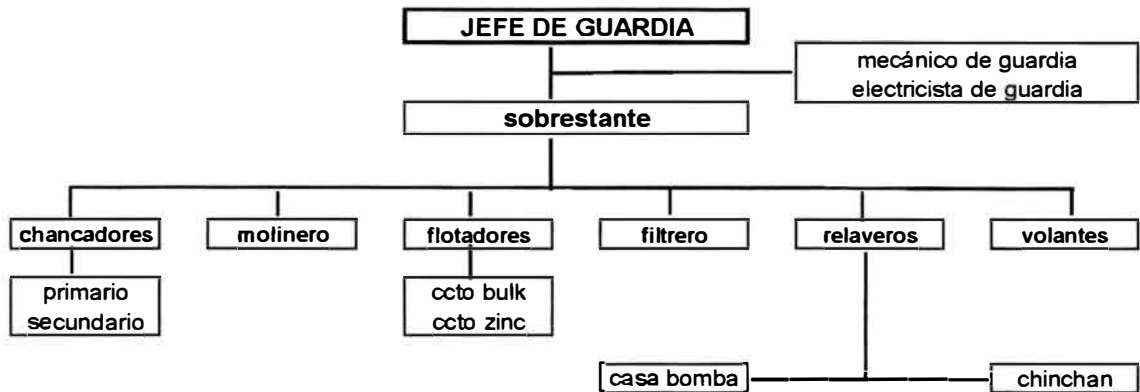 JEFE DE GUARDIA
mecánico de guardia
electricista de guardia
sobrestante
chancadores
molinero
flotadores
filtrero
relaveros
volantes
primario
secundario
ccto bulk
ccto zinc
casa bomba
chinchan